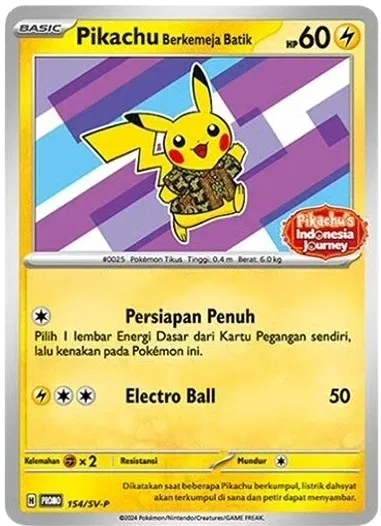 BASIC Pikachu Berkemeja Batik HP 60
Pikachu's
Indonesia
Journey
#0025 Pokémon Tikus Tinggi: 0.4 m Berat: 6.0 kg
Persiapan Penuh
Pilih 1 lembar Energi Dasar dari Kartu Pegangan sendiri,
lalu kenakan pada Pokémon ini.
Electro Ball 50
Kelemahan x2 Resistansi Mundur
H PROMO 154/SV-P
Dikatakan saat beberapa Pikachu berkumpul, listrik dahsyat
akan terkumpul di sana dan petir dapat menyambar.
©2024 Pokémon/Nintendo/Creatures/GAME FREAK.